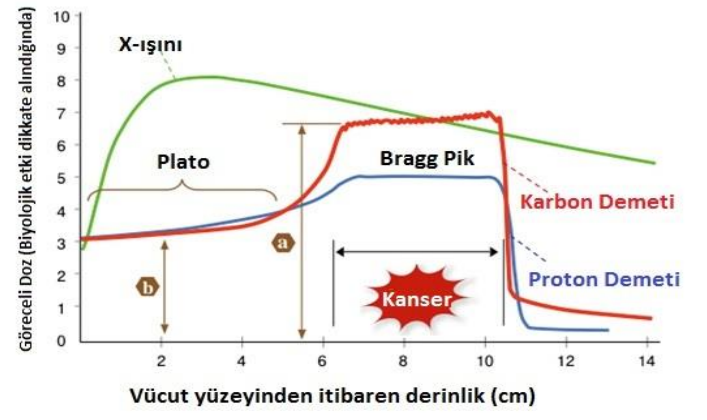 Göreceli Doz (Biyolojik etki dikkate alındığında)
10
9
8
7
6
5
4
3
2
1
0
X-ışını
Plato
Bragg Pik
Karbon Demeti
Proton Demeti
a
b
Kanser
2
4
6
8
10
12
14
Vücut yüzeyinden itibaren derinlik (cm)